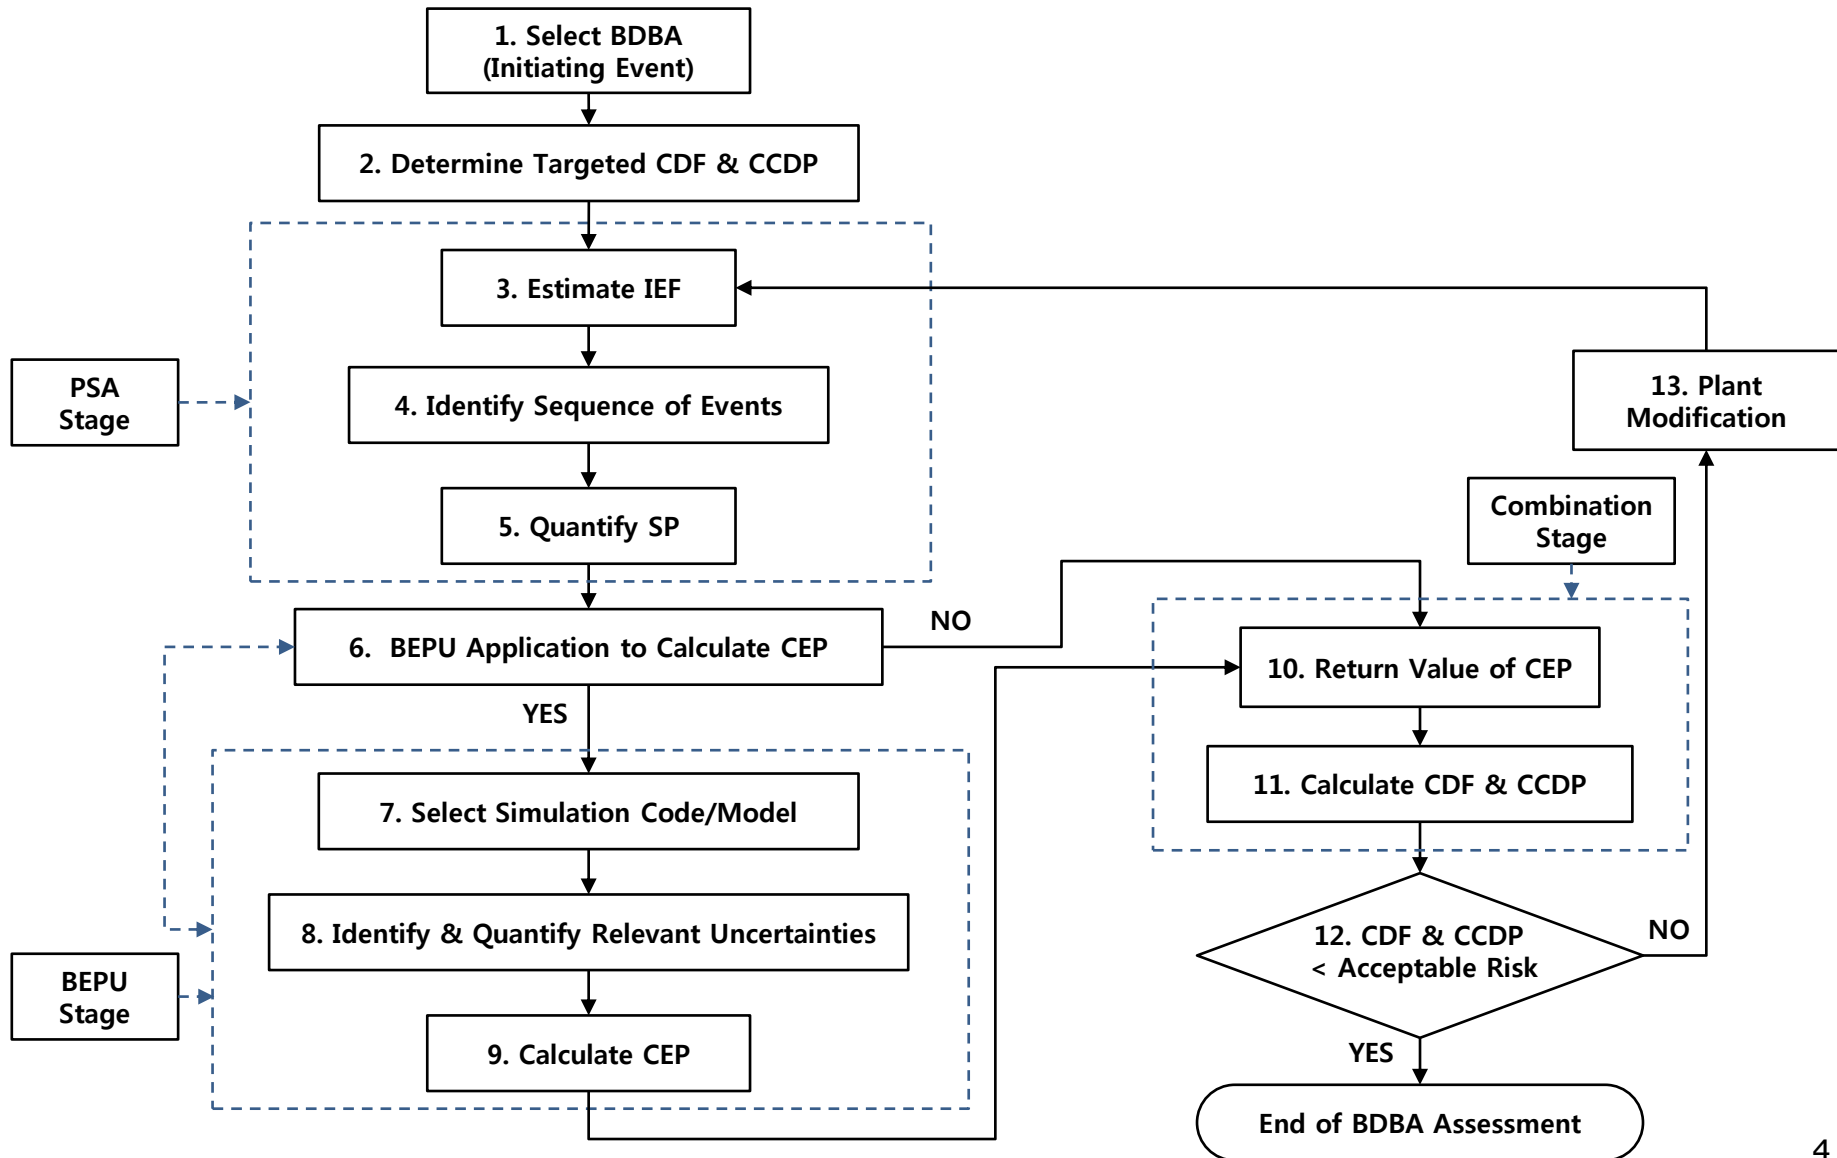 1. Select BDBA
(Initiating Event)
2. Determine Targeted CDF & CCDP
3. Estimate IEF
PSA
Stage
4. Identify Sequence of Events
13. Plant
Modification
5. Quantify SP
Combination
Stage
6. BEPU Application to Calculate CEP
NO
YES
10. Return Value of CEP
7. Select Simulation Code/Model
11. Calculate CDF & CCDP
8. Identify & Quantify Relevant Uncertainties
12. CDF & CCDP
< Acceptable Risk
NO
BEPU
Stage
9. Calculate CEP
YES
End of BDBA Assessment
4